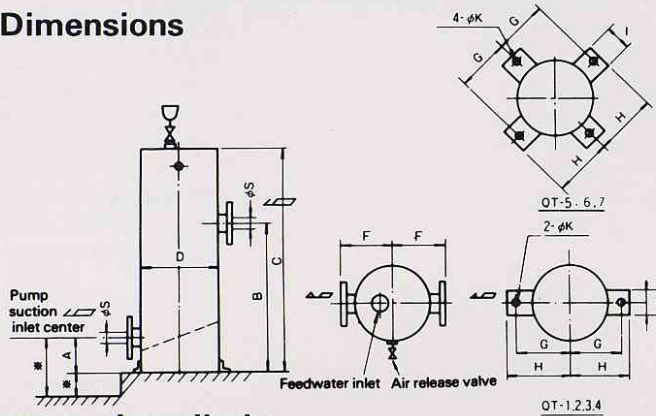 Dimensions
4-φK
G
G
I
H
H
QT-5.6,7
2-φK
φS
F
F
D
C
B
Pump
suction
inlet center
φS
A
※
※
G
G
H
H
Feedwater inlet
Air release valve
QT-1,2,3,4